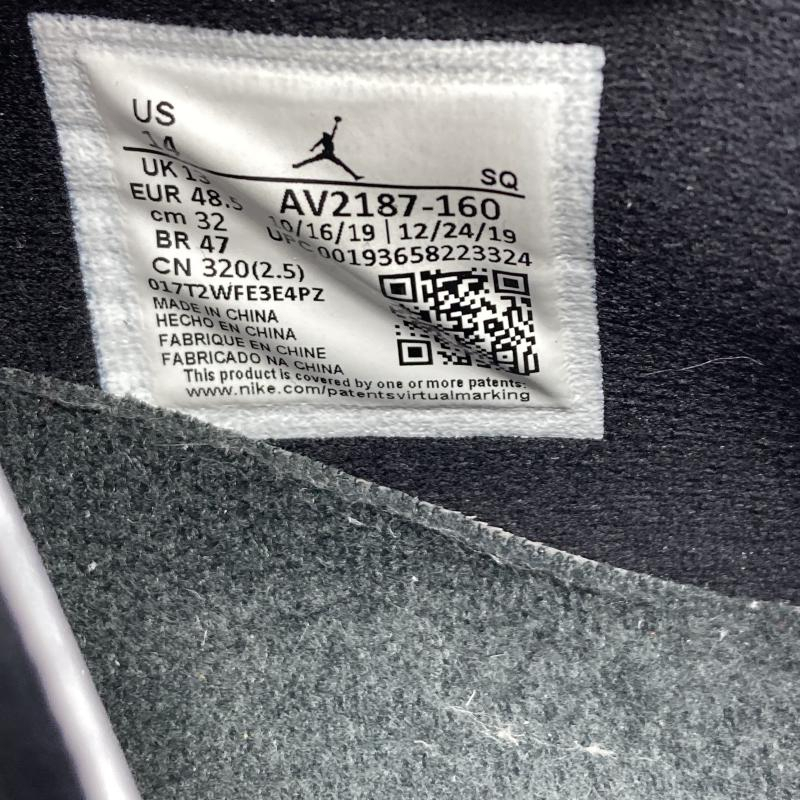 US
14
SQ
UK 13
EUR 48.5
AV2187-160
cm 32
10/16/19 | 12/24/19
BR 47
UPC 00193658223324
CN 320(2.5)
017T2WFE3E4PZ
MADE IN CHINA
HECHO EN CHINA
FABRIQUE EN CHINE
FABRICADO NA CHINA
This product is covered by one or more patents:
www.nike.com/patentsvirtualmarking